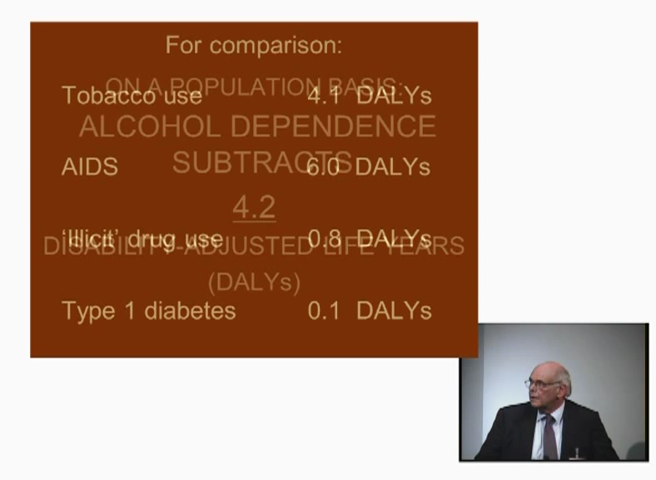 For comparison:
ON A POPULATION BASIS:
Tobacco use 4.1 DALYs
ALCOHOL DEPENDENCE
SUBTRACTS
AIDS 6.0 DALYs
4.2
'Illicit' drug use 0.8 DALYs
DISABILITY-ADJUSTED LIFE YEARS
(DALYs)
Type 1 diabetes 0.1 DALYs